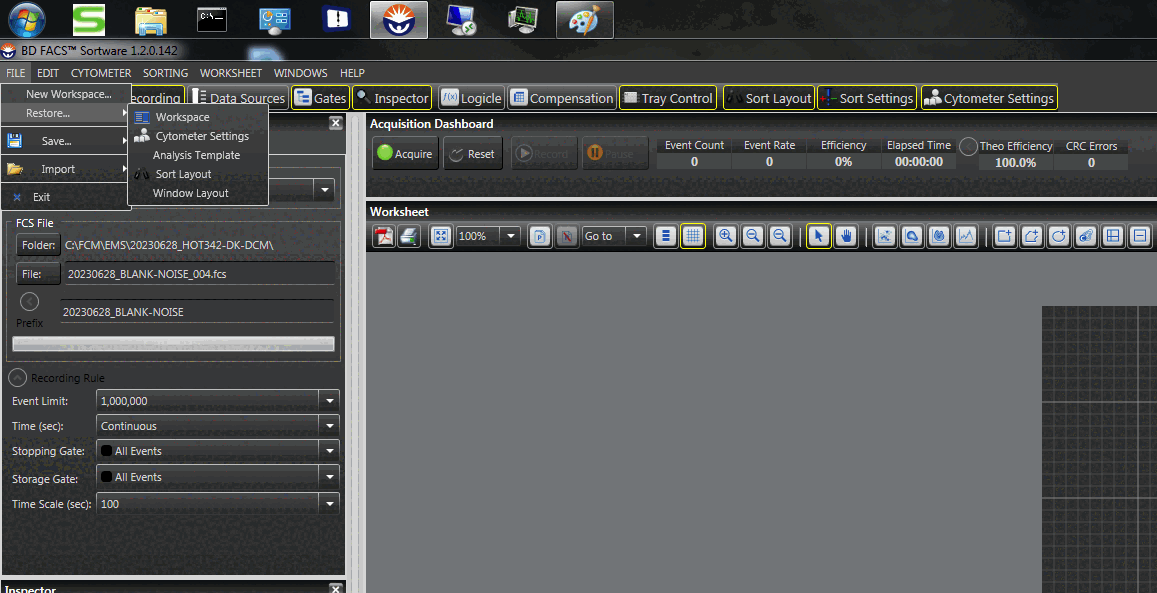 BD FACS™ Sortware 1.2.0.142
FILE EDIT CYTOMETER SORTING WORKSHEET WINDOWS HELP
New Workspace...
Restore...
Save...
Import
Exit
Workspace
Cytometer Settings
Analysis Template
Sort Layout
Window Layout
ecording Data Sources Gates Inspector Logicle Compensation Tray Control Sort Layout Sort Settings Cytometer Settings
Acquisition Dashboard
Acquire Reset Record Pause
Event Count Event Rate Efficiency Elapsed Time Theo Efficiency CRC Errors
0 0 0% 00:00:00 100.0% 0
Worksheet
100% Go to
FCS File
Folder: C:\FCM\EMS\20230628_HOT342-DK-DCM\
File: 20230628_BLANK-NOISE_004.fcs
20230628_BLANK-NOISE
Prefix
Recording Rule
Event Limit: 1,000,000
Time (sec): Continuous
Stopping Gate: All Events
Storage Gate: All Events
Time Scale (sec): 100
Inspector